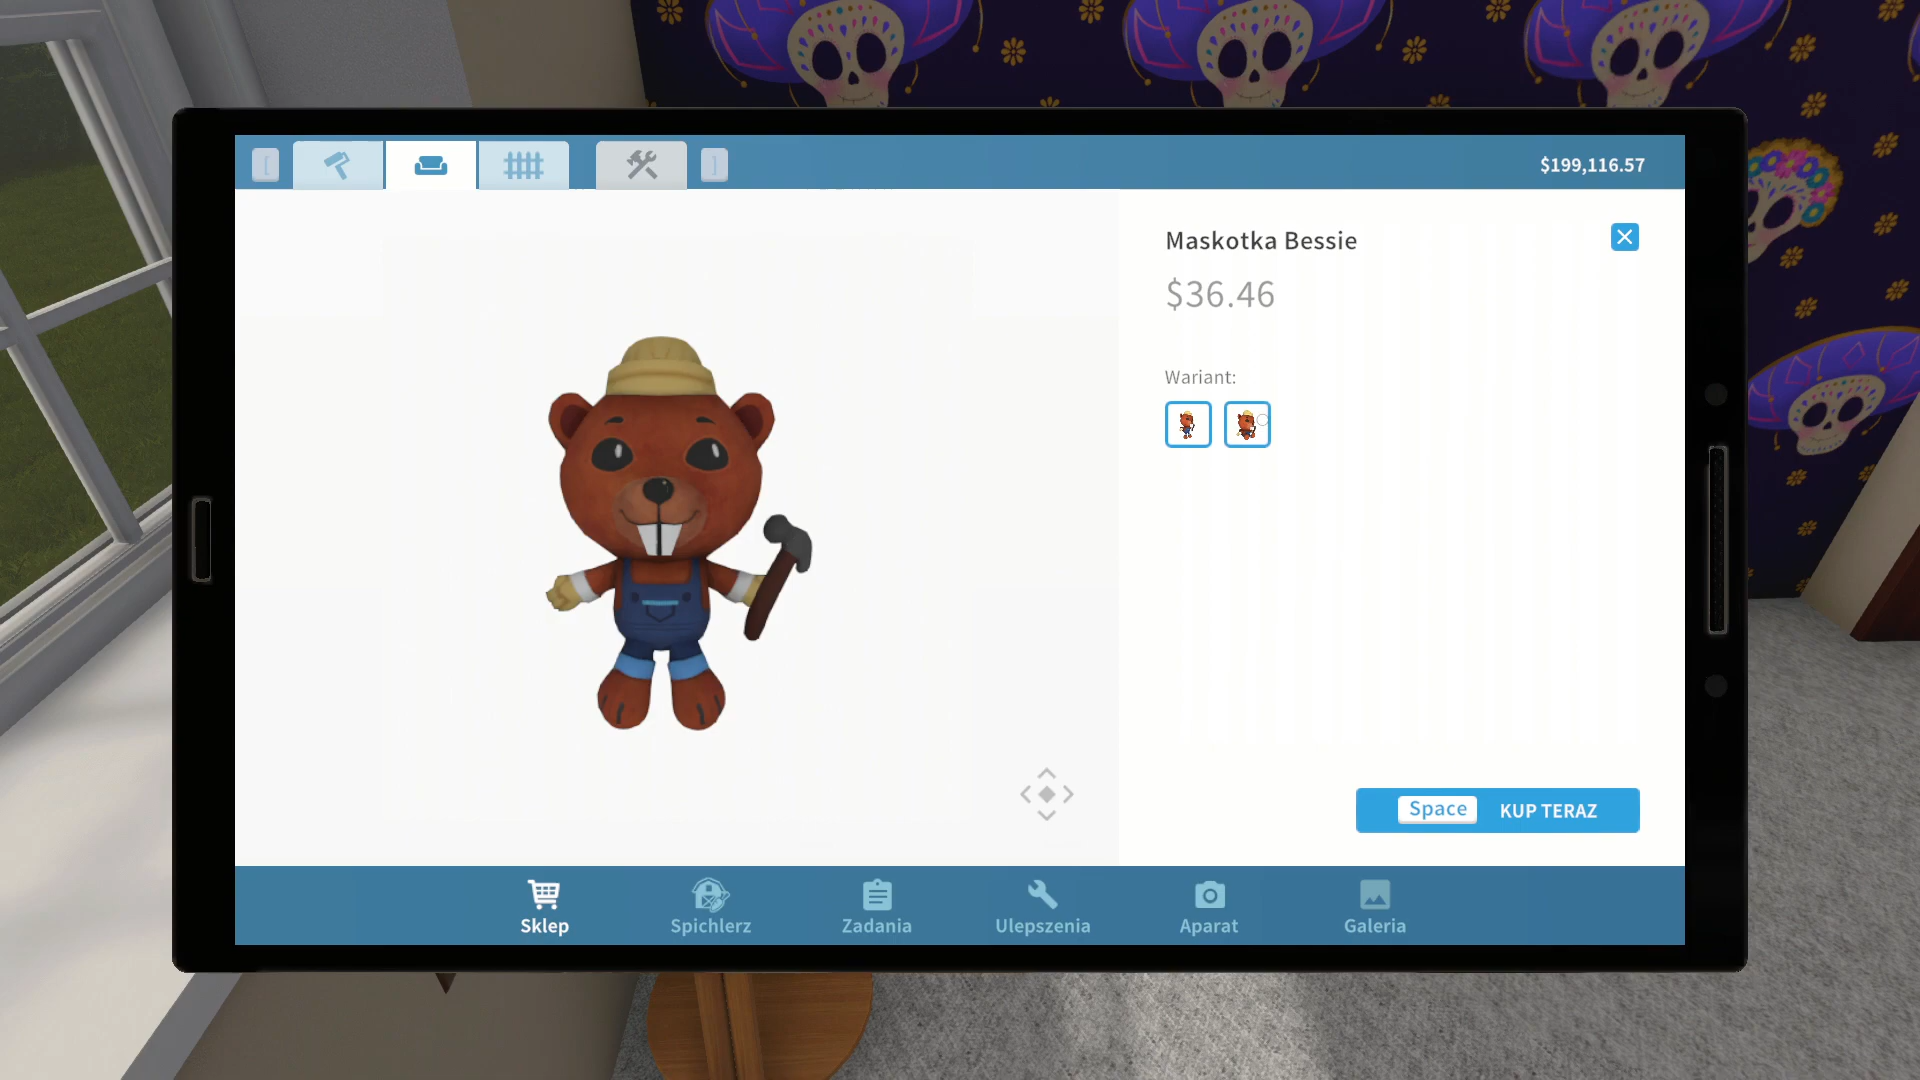 [
]
$199,116.57
Maskotka Bessie
$36.46
Wariant:
Space KUP TERAZ
Sklep
Spichlerz
Zadania
Ulepszenia
Aparat
Galeria